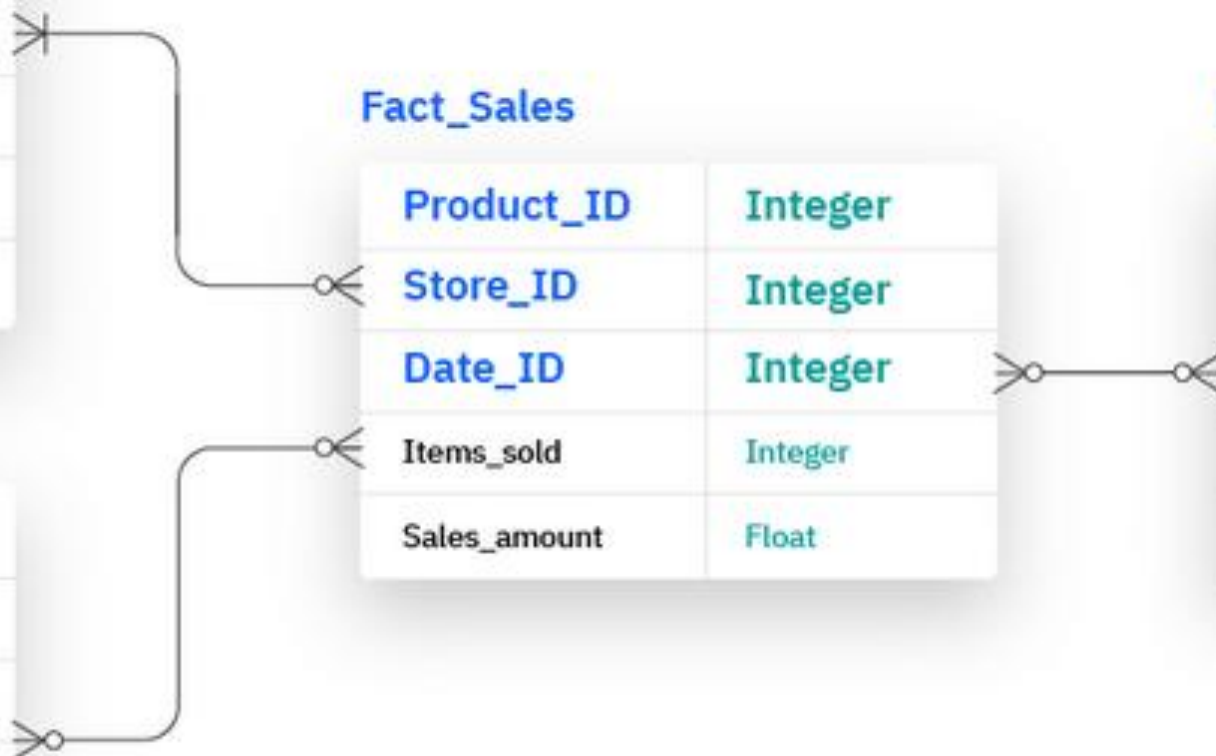 Fact_Sales
Product_ID Integer
Store_ID Integer
Date_ID Integer
Items_sold Integer
Sales_amount Float